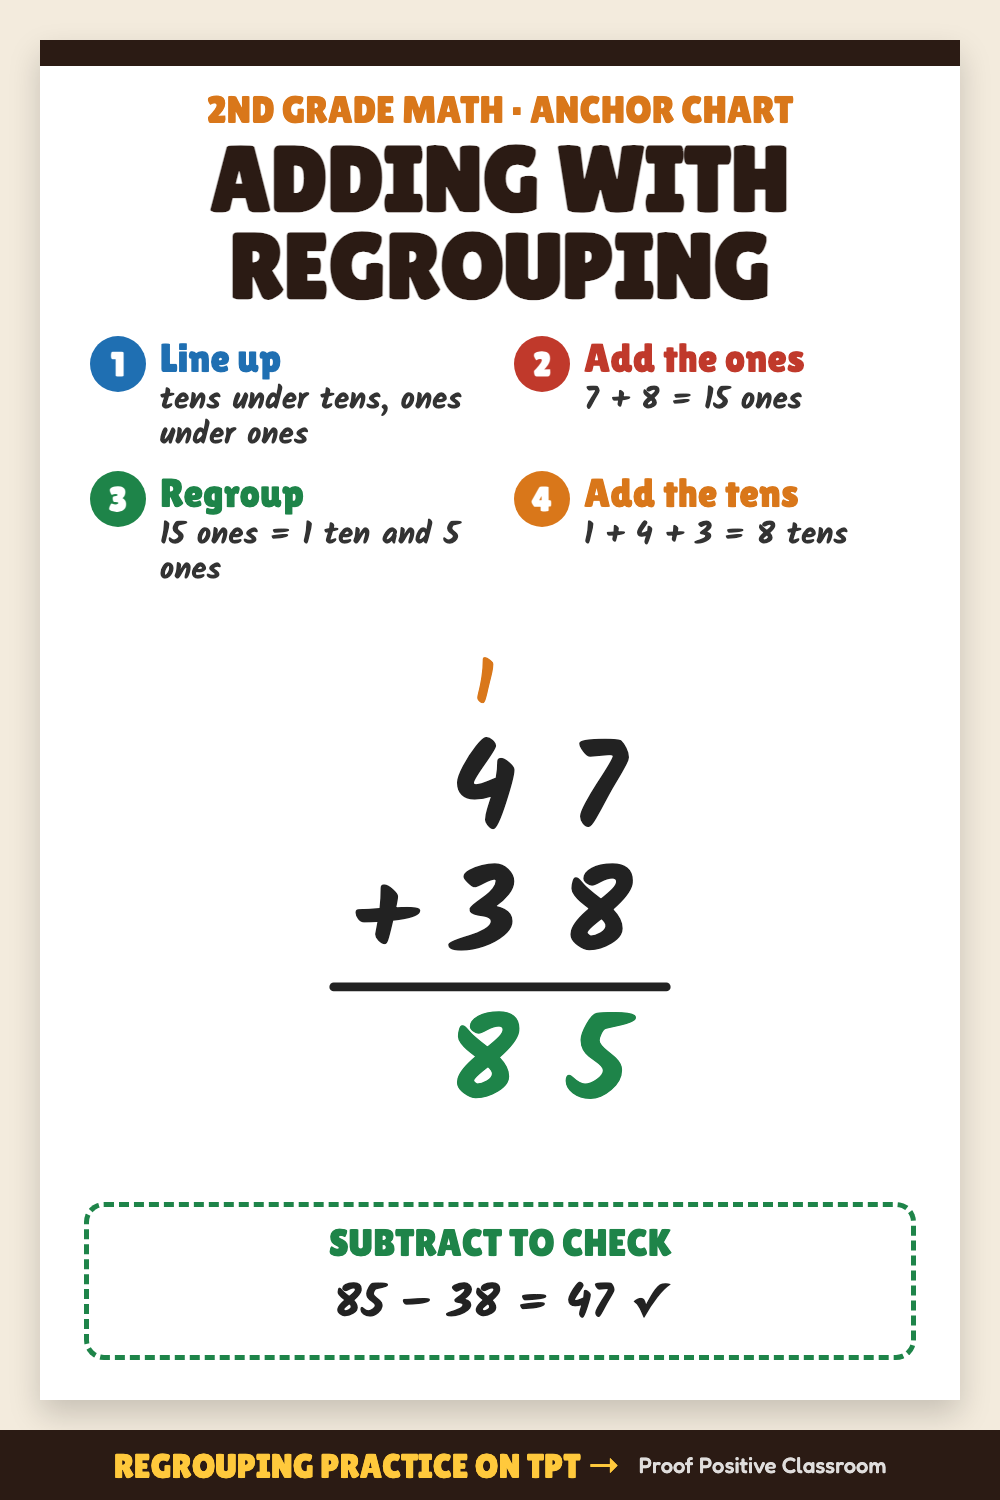 2ND GRADE MATH · ANCHOR CHART
ADDING WITH
REGROUPING
1 Line up
tens under tens, ones
under ones
2 Add the ones
7 + 8 = 15 ones
3 Regroup
15 ones = 1 ten and 5
ones
4 Add the tens
1 + 4 + 3 = 8 tens
1
4 7
+ 3 8
8 5
SUBTRACT TO CHECK
85 – 38 = 47 ✓
REGROUPING PRACTICE ON TPT → Proof Positive Classroom